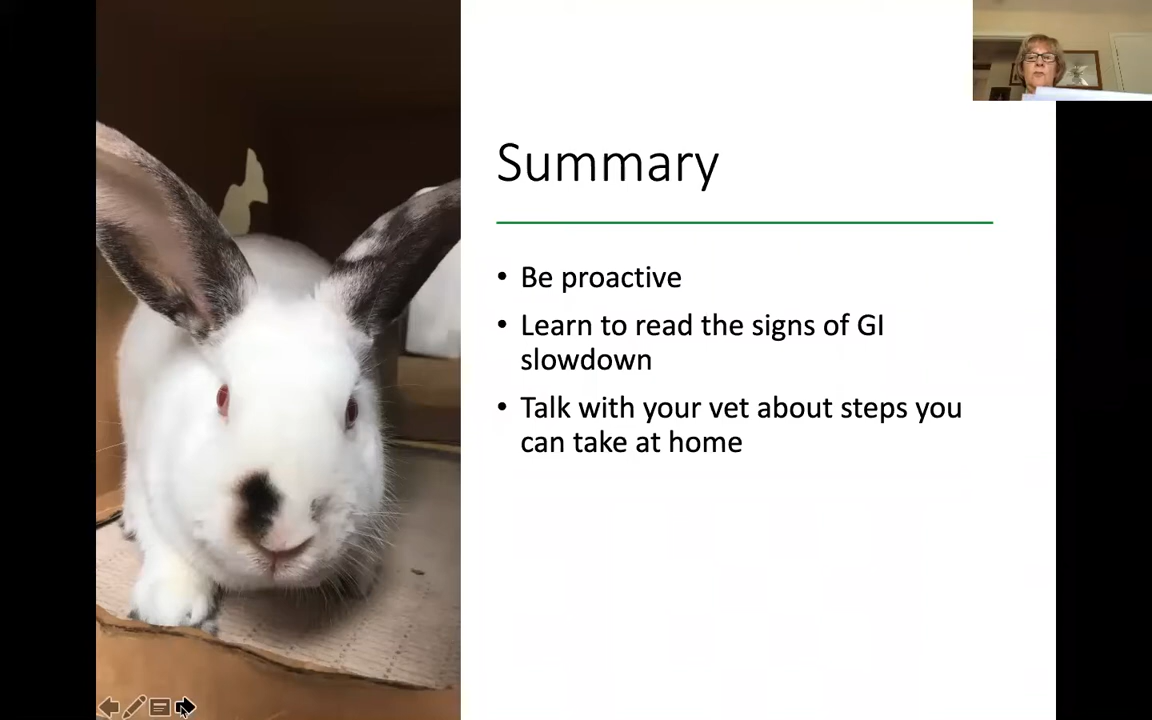 Summary
• Be proactive
• Learn to read the signs of GI
slowdown
• Talk with your vet about steps you
can take at home